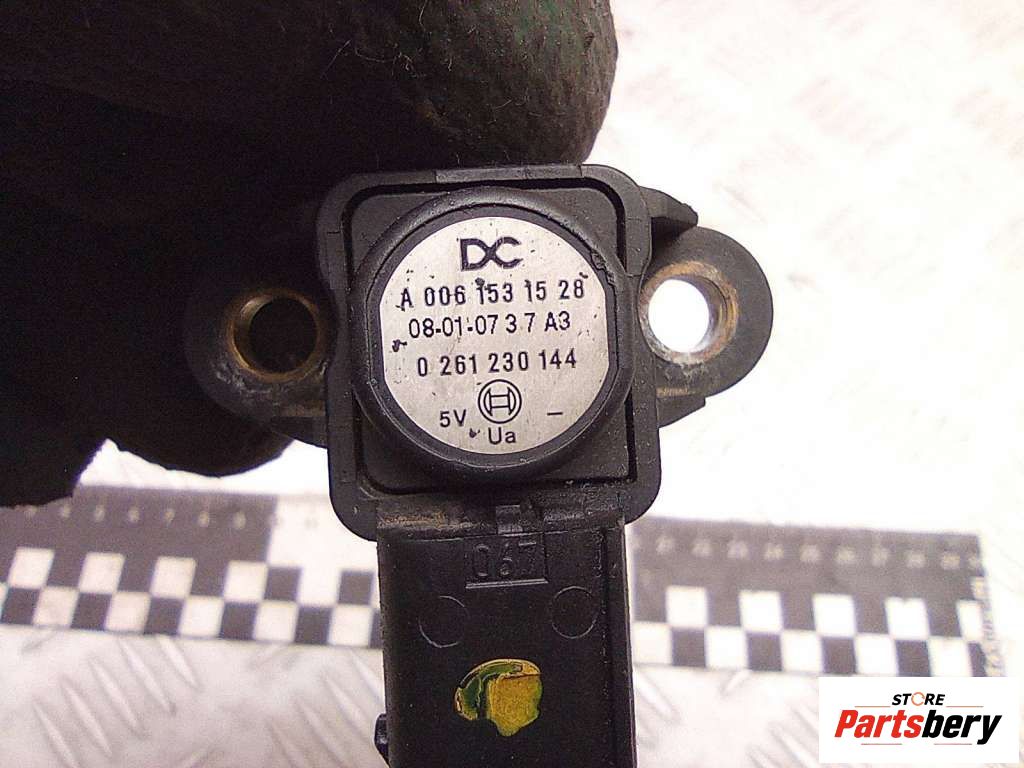 DC
A 006 153 15 28
08-01-07 3 7 A3
0 261 230 144
5V H -
Ua
067
STORE
Partsbery